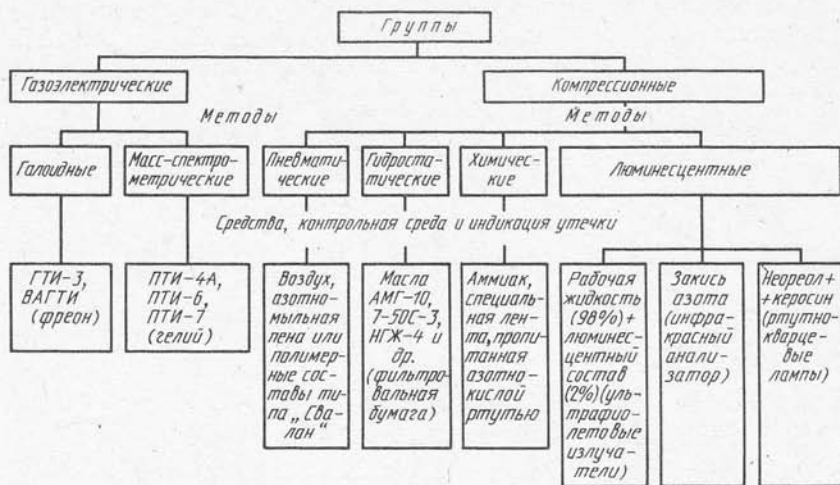 Группы
Газоэлектрические
Компрессионные
Методы
Методы
Галоидные
Масс-спектро-
метрические
Пневмати-
ческие
Гидроста-
тические
Химичес-
кие
Люминесцентные
Средства, контрольная среда и индикация утечки
ГТИ-3,
ВАГТИ
(фреон)
ПТИ-4А,
ПТИ-6,
ПТИ-7
(гелий)
Воздух,
азотно-
мыльная
пена или
полимер-
ные сос-
тавы ти-
па „Сва-
лан“
Масла
АМГ-10,
7-50С-3,
НГЖ-4 и
др.
(фильтро-
вальная
бумага)
Аммиак,
специаль-
ная лен-
та,пропи-
танная
азотно-
кислой
ртутью
Рабочая
жидкость
(98%)+
люминес-
центный
состав
(2%)(уль-
трафио-
летовые
излуча-
тели)
Закись
азота
(инфра-
красный
анали-
затор)
Неореол+
+керосин
(ртутно-
кварце-
вые
лампы)